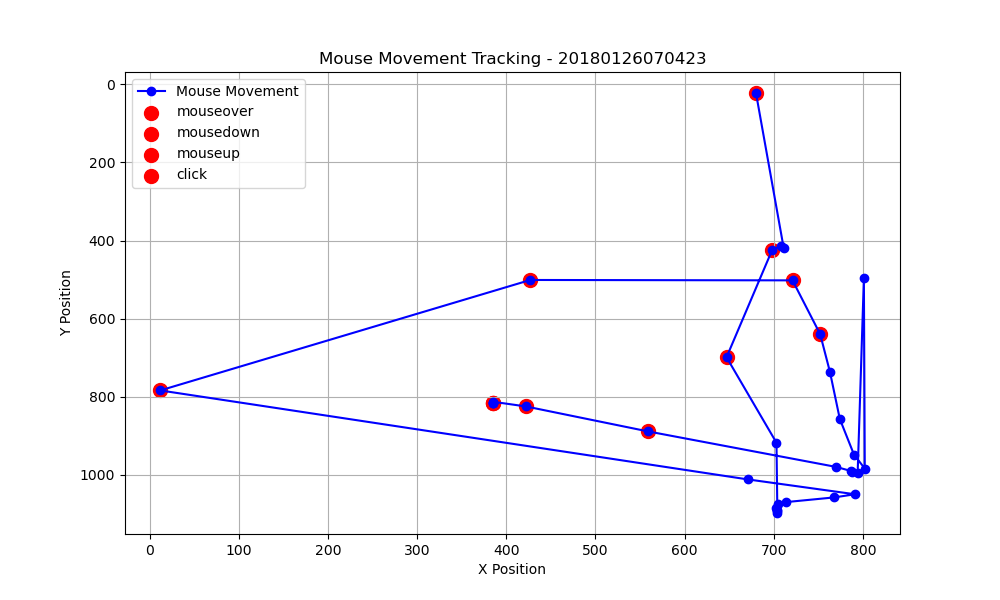 Mouse Movement Tracking - 20180126070423
Mouse Movement
mouseover
mousedown
mouseup
click
0
200
400
600
800
1000
Y Position
0 100 200 300 400 500 600 700 800
X Position